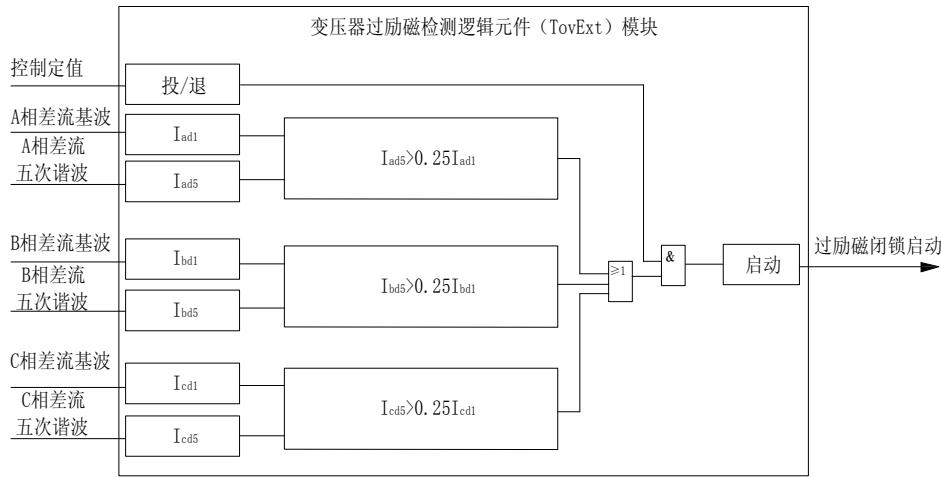 变压器过励磁检测逻辑元件（TovExt）模块
控制定值
投/退
A相差流基波
Iad1
A相差流
五次谐波
Iad5
Iad5>0.25Iad1
B相差流基波
Ibd1
B相差流
五次谐波
Ibd5
Ibd5>0.25Ibd1
C相差流基波
Icd1
C相差流
五次谐波
Icd5
Icd5>0.25Icd1
≥1
&
启动
过励磁闭锁启动